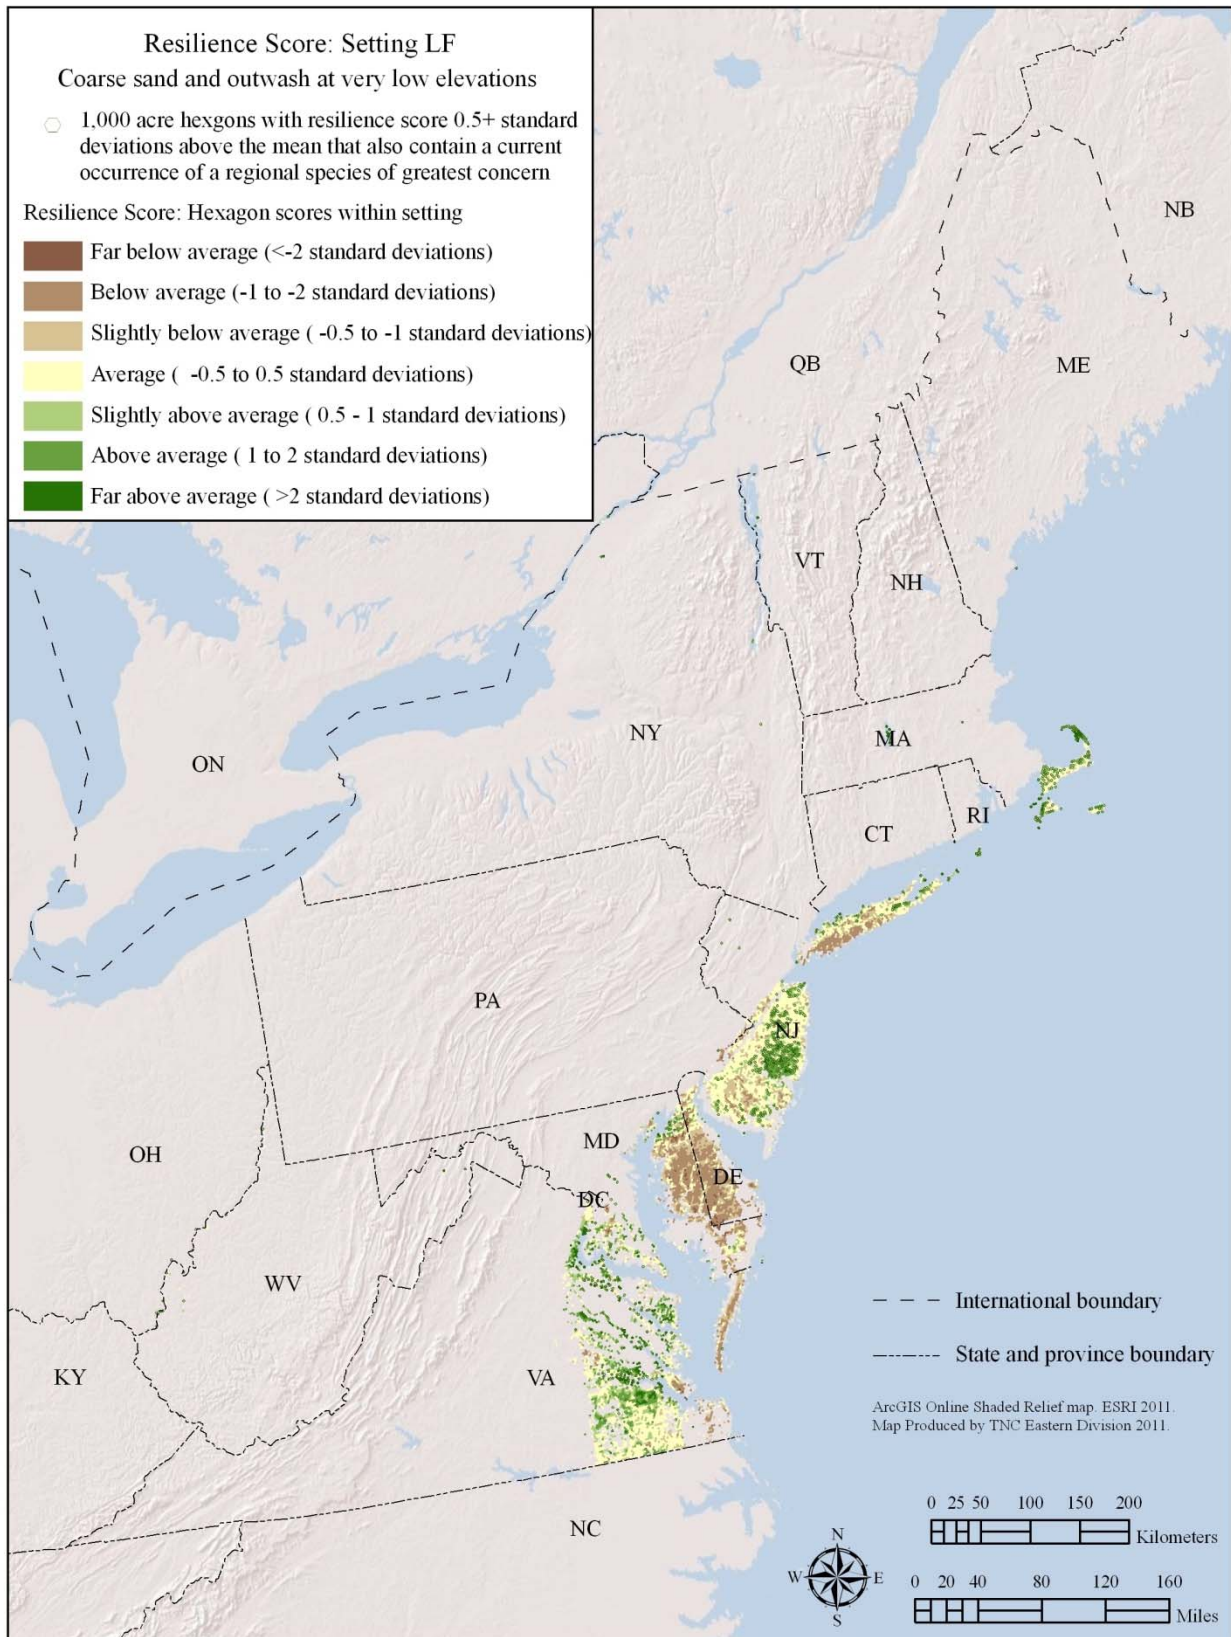 Resilience Score: Setting LF
Coarse sand and outwash at very low elevations
1,000 acre hexgons with resilience score 0.5+ standard
deviations above the mean that also contain a current
occurrence of a regional species of greatest concern
Resilience Score: Hexagon scores within setting
Far below average (<-2 standard deviations)
Below average (-1 to -2 standard deviations)
Slightly below average ( -0.5 to -1 standard deviations)
Average ( -0.5 to 0.5 standard deviations)
Slightly above average ( 0.5 - 1 standard deviations)
Above average ( 1 to 2 standard deviations)
Far above average ( >2 standard deviations)
NB
QB
ME
VT
NH
NY
MA
ON
CT
RI
PA
NJ
MD
OH
DE
DC
WV
International boundary
KY
VA
State and province boundary
ArcGIS Online Shaded Relief map. ESRI 2011.
Map Produced by TNC Eastern Division 2011.
NC
0 25 50 100 150 200
Kilometers
N
W E
S
0 20 40 80 120 160
Miles